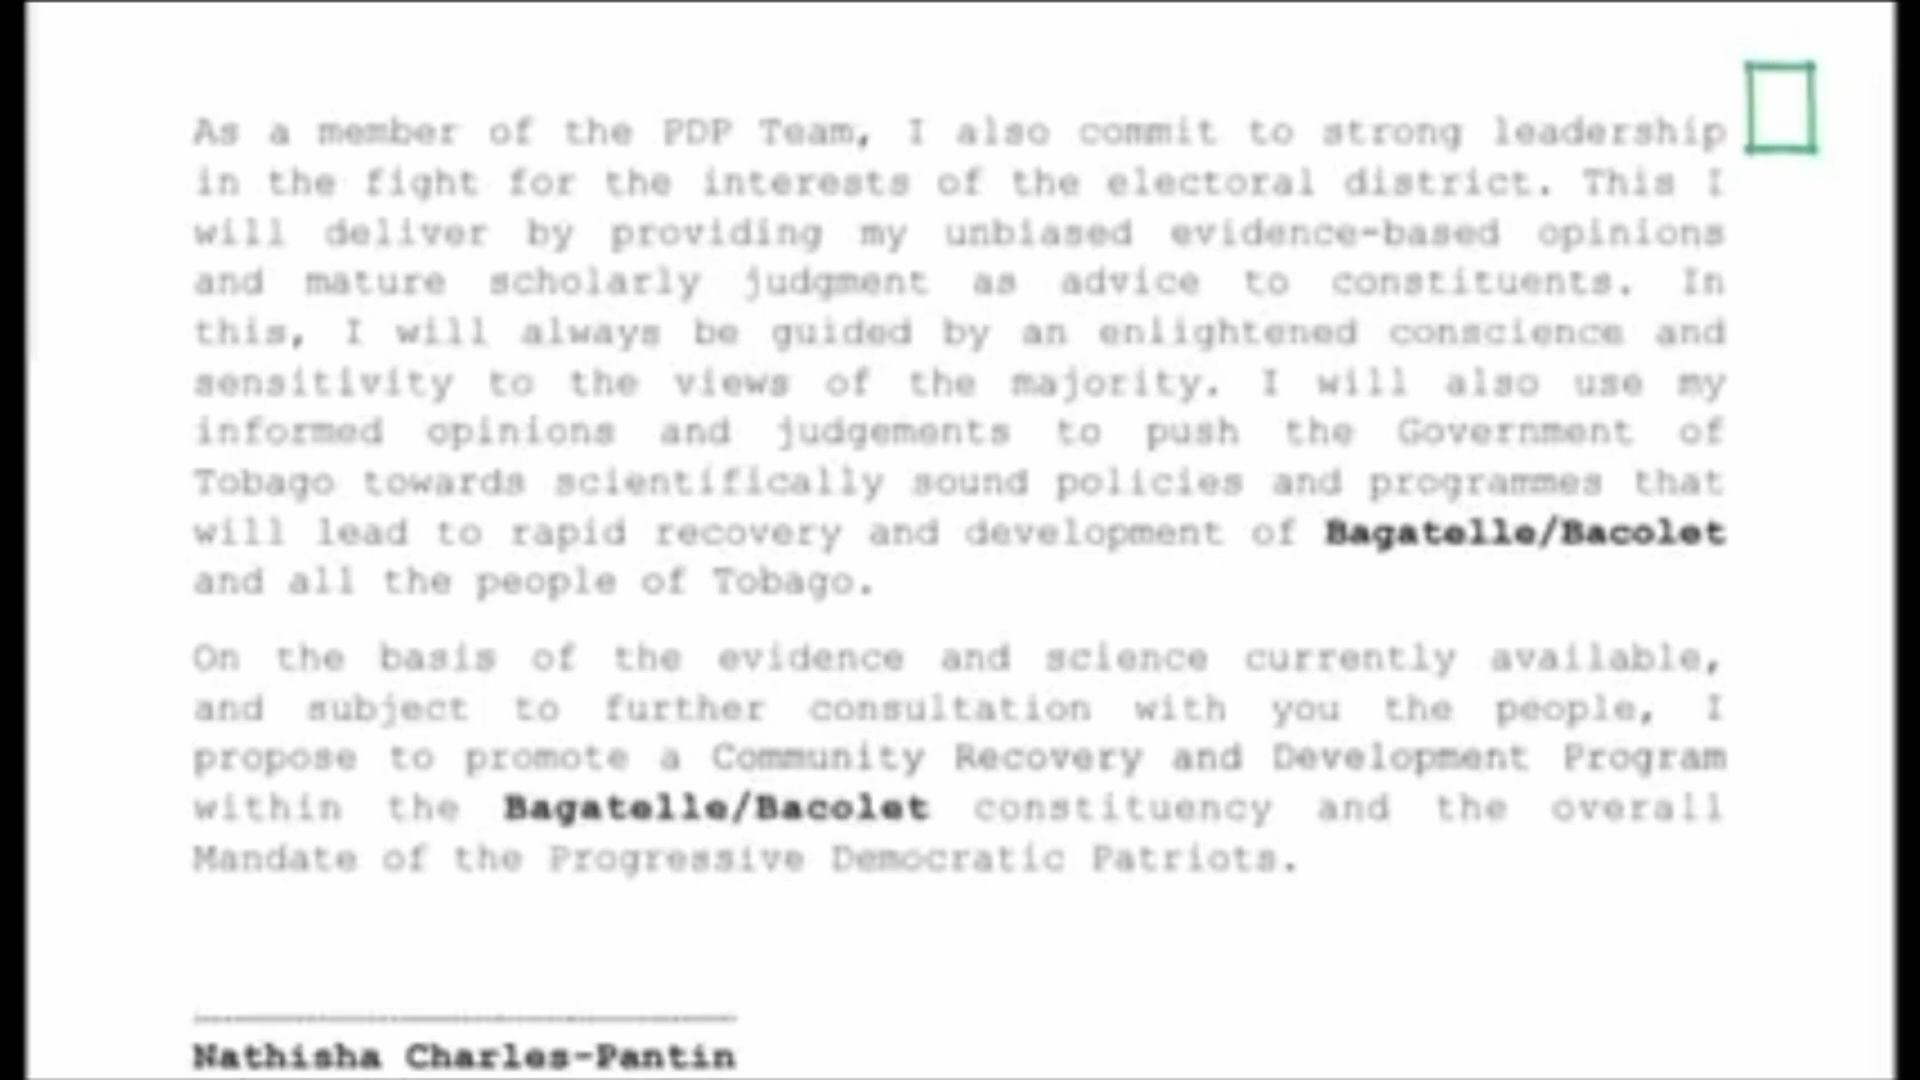 As a member of the PDP Team, I also commit to strong leadership
in the fight for the interests of the electoral district. This I
will deliver by providing my unbiased evidence-based opinions
and mature scholarly judgment as advice to constituents. In
this, I will always be guided by an enlightened conscience and
sensitivity to the views of the majority. I will also use my
informed opinions and judgements to push the Government of
Tobago towards scientifically sound policies and programmes that
will lead to rapid recovery and development of Bagatelle/Bacolet
and all the people of Tobago.
On the basis of the evidence and science currently available,
and subject to further consultation with you the people, I
propose to promote a Community Recovery and Development Program
within the Bagatelle/Bacolet constituency and the overall
Mandate of the Progressive Democratic Patriots.
Nathisha Charles-Pantin